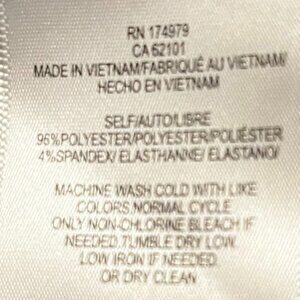 RN 174979
CA 62101
MADE IN VIETNAM/FABRIQUÉ AU VIETNAM/
HECHO EN VIETNAM
SELF/AUTO/LIBRE
96%POLYESTER/POLYESTER/POLIÉSTER
4%SPANDEX/ ELASTHANNE/ ELASTANO/
MACHINE WASH COLD WITH LIKE
COLORS.NORMAL CYCLE
ONLY NON-CHLORINE BLEACH IF
NEEDED.TUMBLE DRY LOW.
LOW IRON IF NEEDED.
OR DRY CLEAN